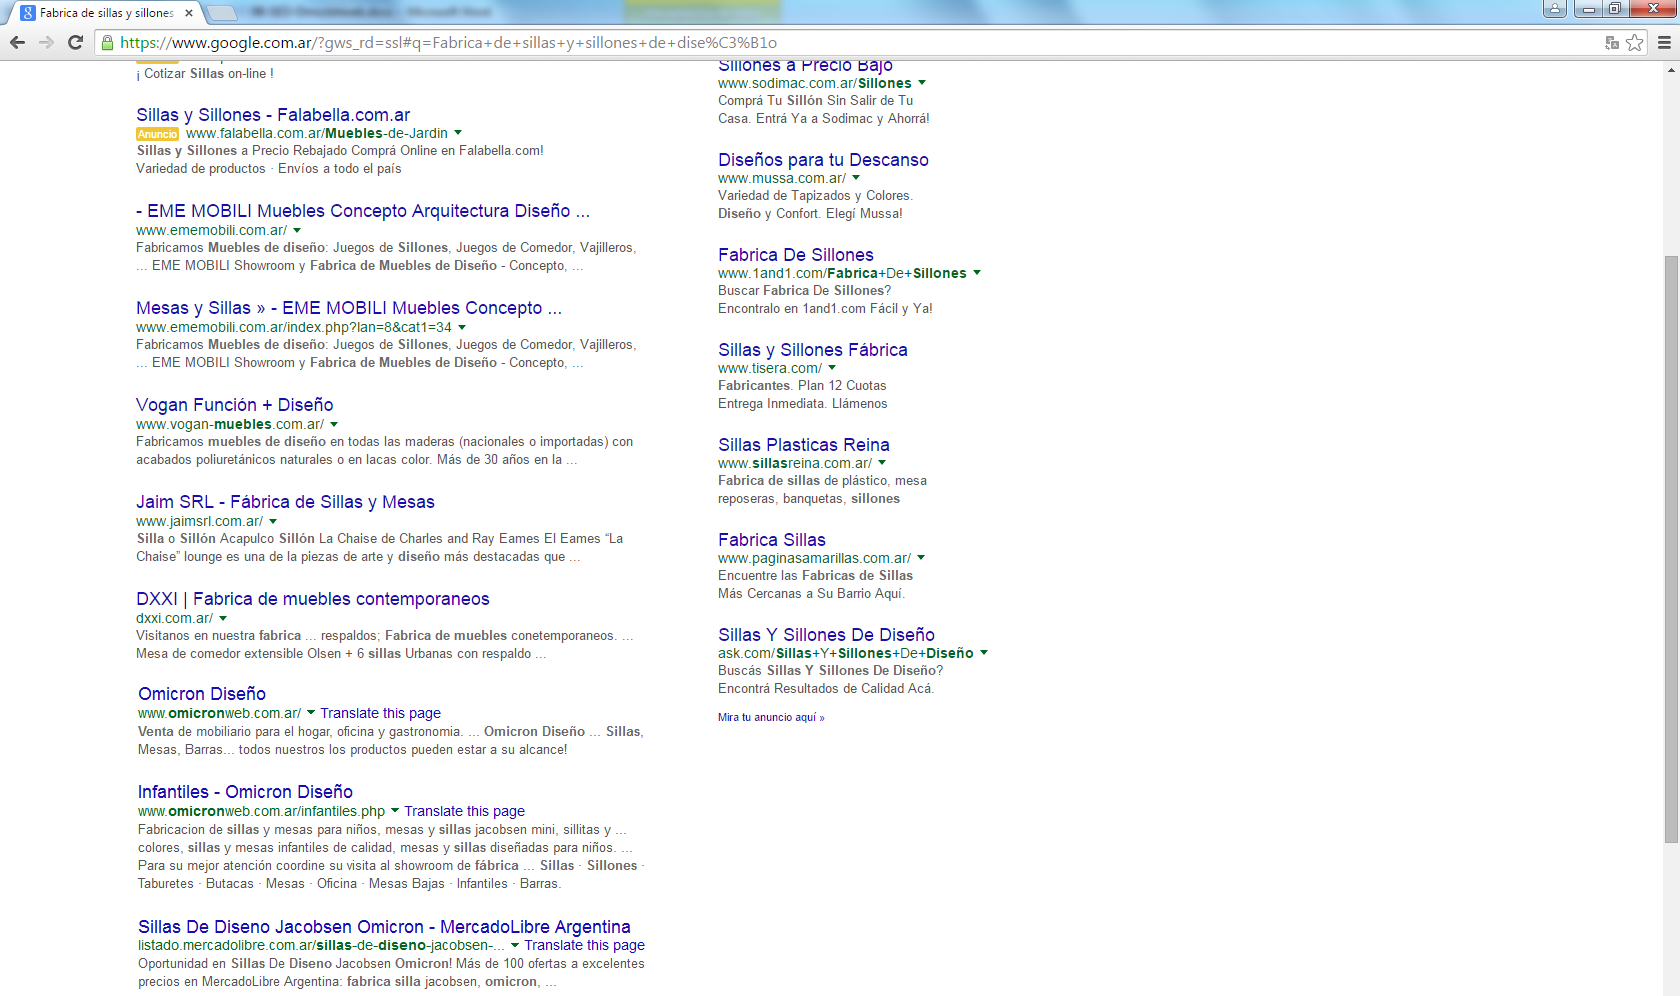 Fabrica de sillas y sillones
https://www.google.com.ar/?gws_rd=ssl#q=Fabrica+de+sillas+y+sillones+de+dise%C3%B1o
¡ Cotizar Sillas on-line !
Sillas y Sillones - Falabella.com.ar
Anuncio www.falabella.com.ar/Muebles-de-Jardin
Sillas y Sillones a Precio Rebajado Comprá Online en Falabella.com!
Variedad de productos · Envíos a todo el país
- EME MOBILI Muebles Concepto Arquitectura Diseño ...
www.ememobili.com.ar/
Fabricamos Muebles de diseño: Juegos de Sillones, Juegos de Comedor, Vajilleros,
... EME MOBILI Showroom y Fabrica de Muebles de Diseño - Concepto, ...
Mesas y Sillas » - EME MOBILI Muebles Concepto ...
www.ememobili.com.ar/index.php?lan=8&cat1=34
Fabricamos Muebles de diseño: Juegos de Sillones, Juegos de Comedor, Vajilleros,
... EME MOBILI Showroom y Fabrica de Muebles de Diseño - Concepto, ...
Vogan Función + Diseño
www.vogan-muebles.com.ar/
Fabricamos muebles de diseño en todas las maderas (nacionales o importadas) con
acabados poliuretánicos naturales o en lacas color. Más de 30 años en la ...
Jaim SRL - Fábrica de Sillas y Mesas
www.jaimsrl.com.ar/
Silla o Sillón Acapulco Sillón La Chaise de Charles and Ray Eames El Eames “La
Chaise” lounge es una de la piezas de arte y diseño más destacadas que ...
DXXI | Fabrica de muebles contemporaneos
dxxi.com.ar/
Visitanos en nuestra fabrica ... respaldos; Fabrica de muebles conetemporaneos. ...
Mesa de comedor extensible Olsen + 6 sillas Urbanas con respaldo ...
Omicron Diseño
www.omicronweb.com.ar/ Translate this page
Venta de mobiliario para el hogar, oficina y gastronomia. ... Omicron Diseño ... Sillas,
Mesas, Barras... todos nuestros los productos pueden estar a su alcance!
Infantiles - Omicron Diseño
www.omicronweb.com.ar/infantiles.php Translate this page
Fabricacion de sillas y mesas para niños, mesas y sillas jacobsen mini, sillitas y ...
colores, sillas y mesas infantiles de calidad, mesas y sillas diseñadas para niños. ...
Para su mejor atención coordine su visita al showroom de fábrica ... Sillas · Sillones ·
Taburetes · Butacas · Mesas · Oficina · Mesas Bajas · Infantiles · Barras.
Sillas De Diseno Jacobsen Omicron - MercadoLibre Argentina
listado.mercadolibre.com.ar/sillas-de-diseno-jacobsen-... Translate this page
Oportunidad en Sillas De Diseno Jacobsen Omicron! Más de 100 ofertas a excelentes
precios en MercadoLibre Argentina: fabrica silla jacobsen, omicron, ...
Sillones a Precio Bajo
www.sodimac.com.ar/Sillones
Comprá Tu Sillón Sin Salir de Tu
Casa. Entrá Ya a Sodimac y Ahorrá!
Diseños para tu Descanso
www.mussa.com.ar/
Variedad de Tapizados y Colores.
Diseño y Confort. Elegí Mussa!
Fabrica De Sillones
www.1and1.com/Fabrica+De+Sillones
Buscar Fabrica De Sillones?
Encontralo en 1and1.com Fácil y Ya!
Sillas y Sillones Fábrica
www.tisera.com/
Fabricantes. Plan 12 Cuotas
Entrega Inmediata. Llámenos
Sillas Plasticas Reina
www.sillasreina.com.ar/
Fabrica de sillas de plástico, mesa
reposeras, banquetas, sillones
Fabrica Sillas
www.paginasamarillas.com.ar/
Encuentre las Fabricas de Sillas
Más Cercanas a Su Barrio Aquí.
Sillas Y Sillones De Diseño
ask.com/Sillas+Y+Sillones+De+Diseño
Buscás Sillas Y Sillones De Diseño?
Encontrá Resultados de Calidad Acá.
Mira tu anuncio aquí »